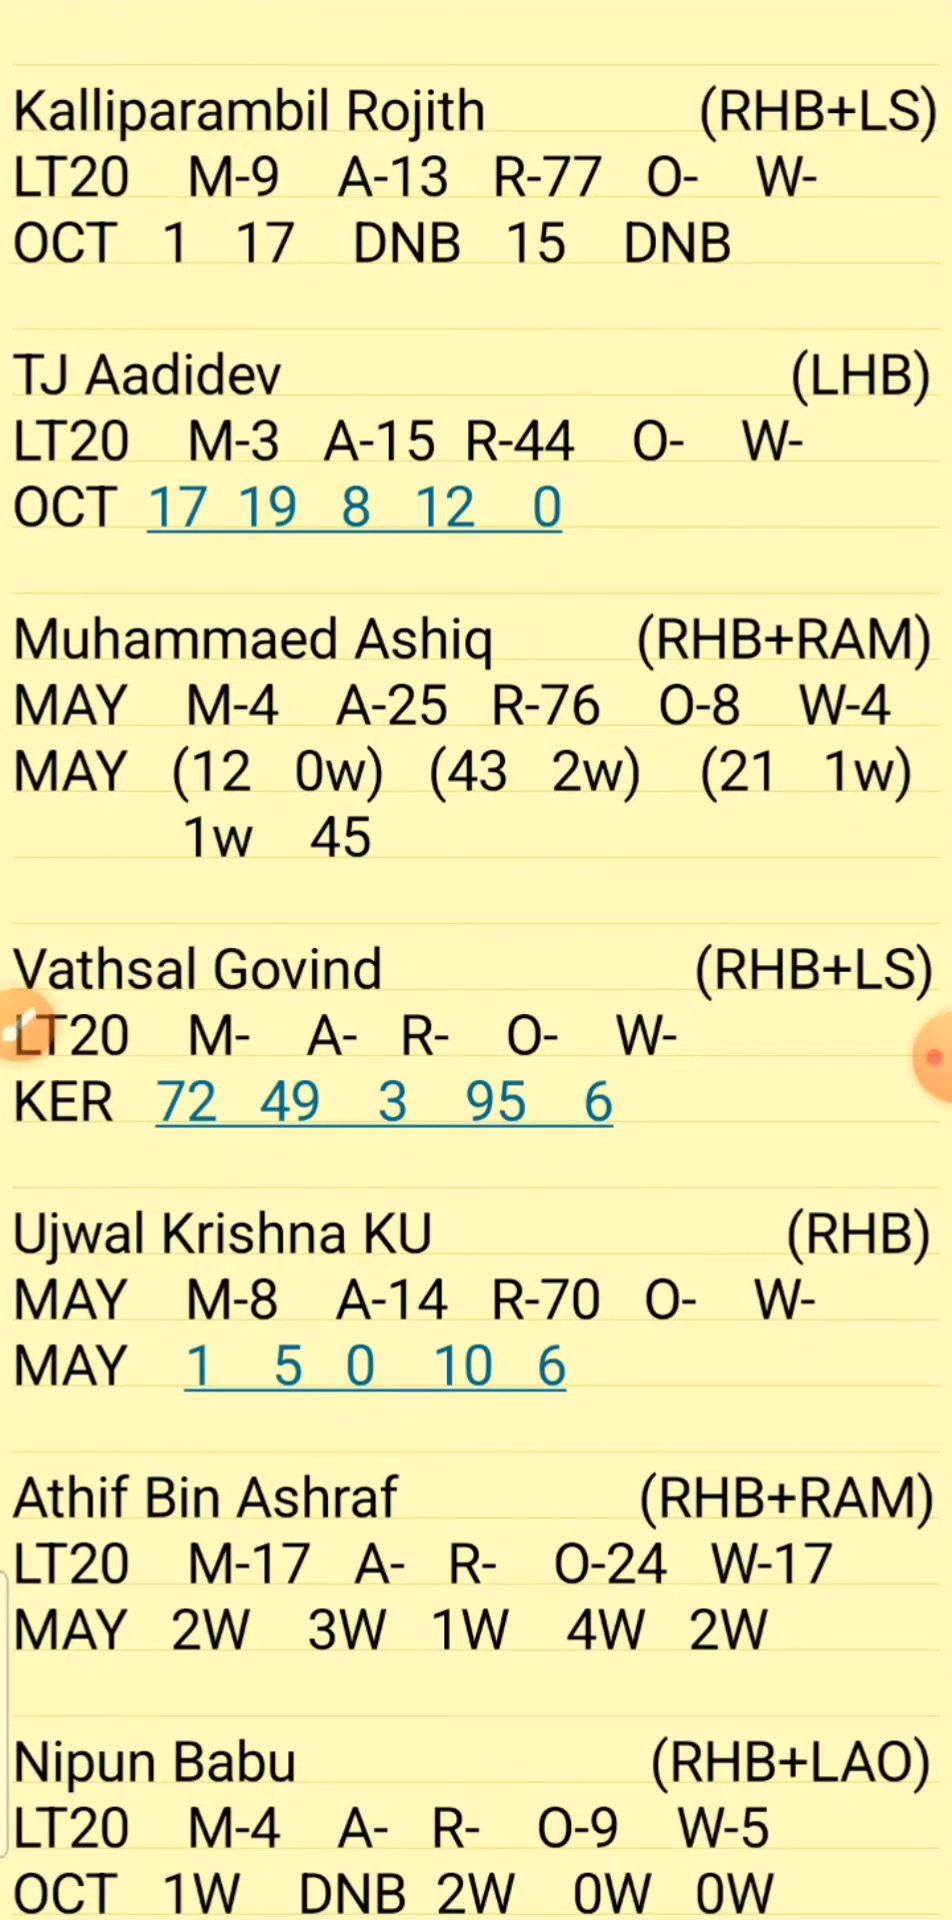 Kalliparambil Rojith (RHB+LS)
LT20 M-9 A-13 R-77 O- W-
OCT 1 17 DNB 15 DNB
TJ Aadidev (LHB)
LT20 M-3 A-15 R-44 O- W-
OCT 17 19 8 12 0
Muhammaed Ashiq (RHB+RAM)
MAY M-4 A-25 R-76 O-8 W-4
MAY (12 0w) (43 2w) (21 1w)
1w 45
Vathsal Govind (RHB+LS)
LT20 M- A- R- O- W-
KER 72 49 3 95 6
Ujwal Krishna KU (RHB)
MAY M-8 A-14 R-70 O- W-
MAY 1 5 0 10 6
Athif Bin Ashraf (RHB+RAM)
LT20 M-17 A- R- O-24 W-17
MAY 2W 3W 1W 4W 2W
Nipun Babu (RHB+LAO)
LT20 M-4 A- R- O-9 W-5
OCT 1W DNB 2W 0W 0W